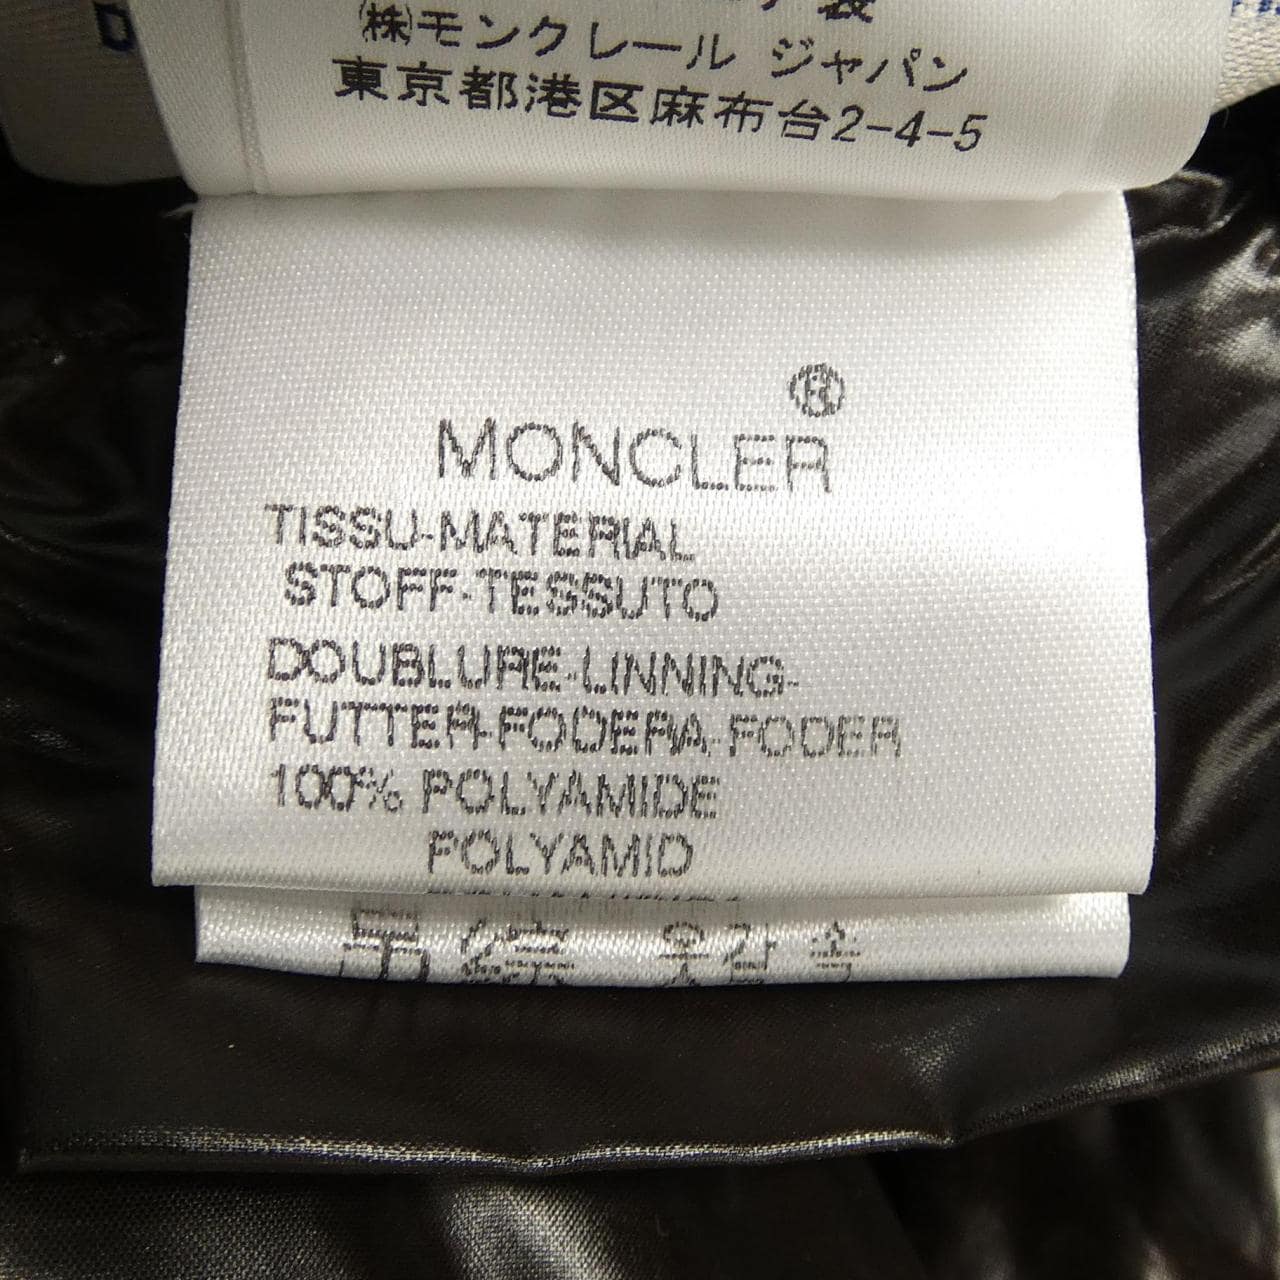 (株)モンクレール ジャパン
東京都港区麻布台2-4-5
®
MONCLER
TISSU-MATERIAL
STOFF-TESSUTO
DOUBLURE-LINNING-
FUTTER-FODERA-FODER
100% POLYAMIDE
POLYAMID